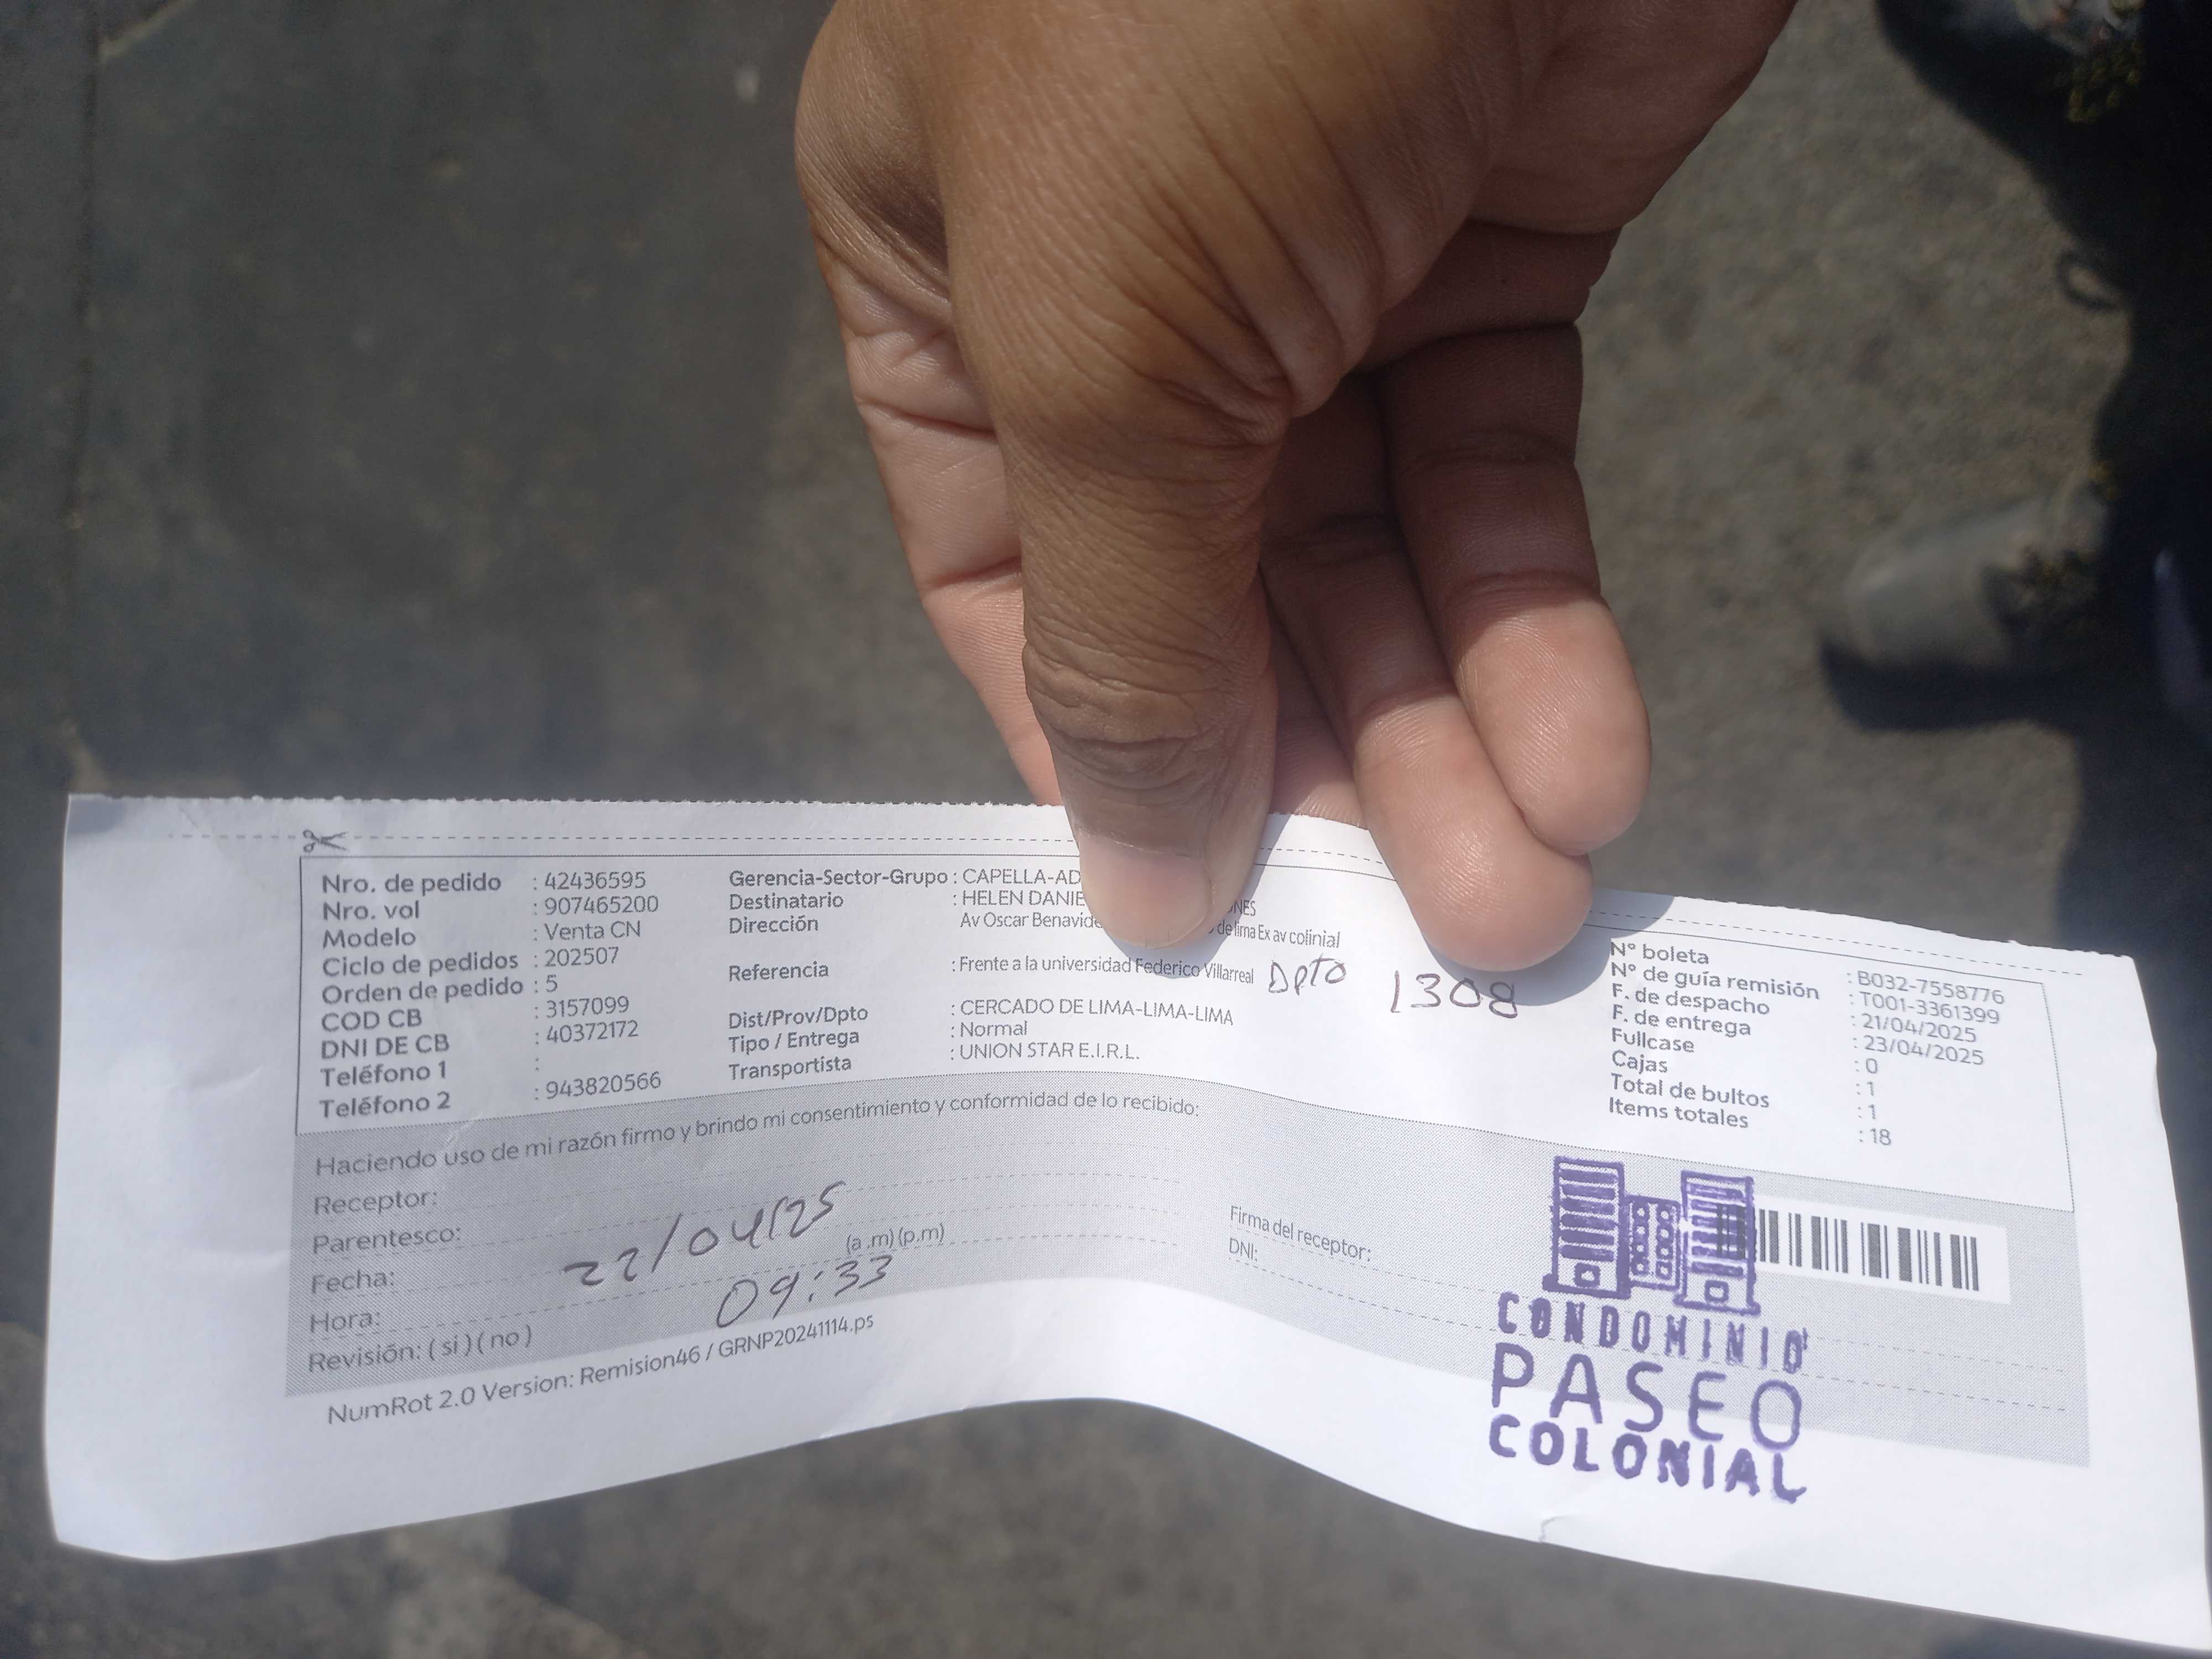 Nro. de pedido : 42436595
Nro. vol : 907465200
Modelo : Venta CN
Ciclo de pedidos : 202507
Orden de pedido : 5
COD CB : 3157099
DNI DE CB : 40372172
Teléfono 1 :
Teléfono 2 : 943820566
Gerencia-Sector-Grupo : CAPELLA-AD
Destinatario : HELEN DANIE
Dirección Av Oscar Benavide de lima Ex av colinial
Referencia : Frente a la universidad Federico Villarreal Dpto 1308
Dist/Prov/Dpto : CERCADO DE LIMA-LIMA-LIMA
Tipo / Entrega : Normal
Transportista : UNION STAR E.I.R.L.
N° boleta : B032-7558776
N° de guía remisión : T001-3361399
F. de despacho : 21/04/2025
F. de entrega : 23/04/2025
Fullcase : 0
Cajas : 1
Total de bultos : 1
Items totales : 18
Haciendo uso de mi razón firmo y brindo mi consentimiento y conformidad de lo recibido:
Receptor:
Parentesco:
Fecha: 22/04/25
Hora: 09:33 (a .m) (p.m)
Revisión: ( si ) ( no )
Firma del receptor:
DNI:
NumRot 2.0 Version: Remision46 / GRNP20241114.ps
CONDOMINIO
PASEO
COLONIAL